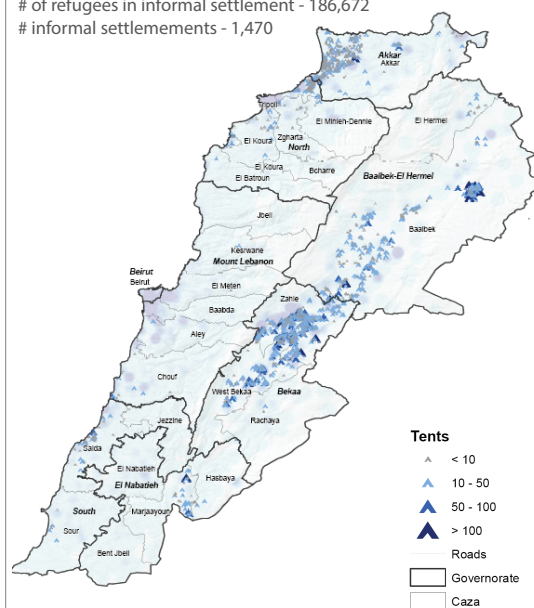 # of refugees in informal settlement - 186,672
# informal settlemements - 1,470
Akkar
Akkar
Tripoli
El Minieh-Dennie
El Hermel
Zgharta
El Koura
North
El Koura
Bcharre
El Batroun
Baalbek-El Hermel
Jbeil
Baalbek
Kesrwane
Mount Lebanon
Beirut
Beirut
El Meten
Zahle
Baabda
Aley
Chouf
West Bekaa
Bekaa
Jezzine
Rachaya
Saida
El Nabatieh
Hasbaya
El Nabatieh
South
Marjaayoun
Sour
Bent Jbeil
Tents
< 10
10 - 50
50 - 100
> 100
Roads
Governorate
Caza